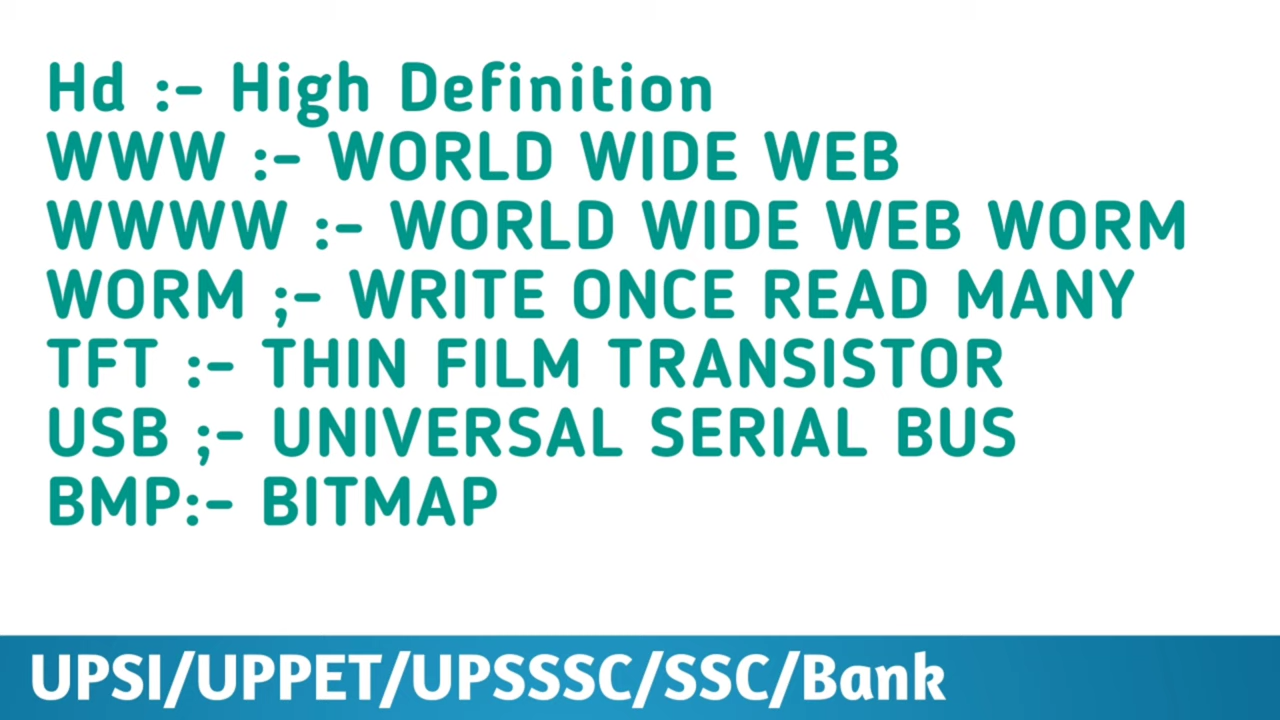 Hd :- High Definition
WWW :- WORLD WIDE WEB
WWWW :- WORLD WIDE WEB WORM
WORM ;- WRITE ONCE READ MANY
TFT :- THIN FILM TRANSISTOR
USB ;- UNIVERSAL SERIAL BUS
BMP:- BITMAP
UPSI/UPPET/UPSSSC/SSC/Bank